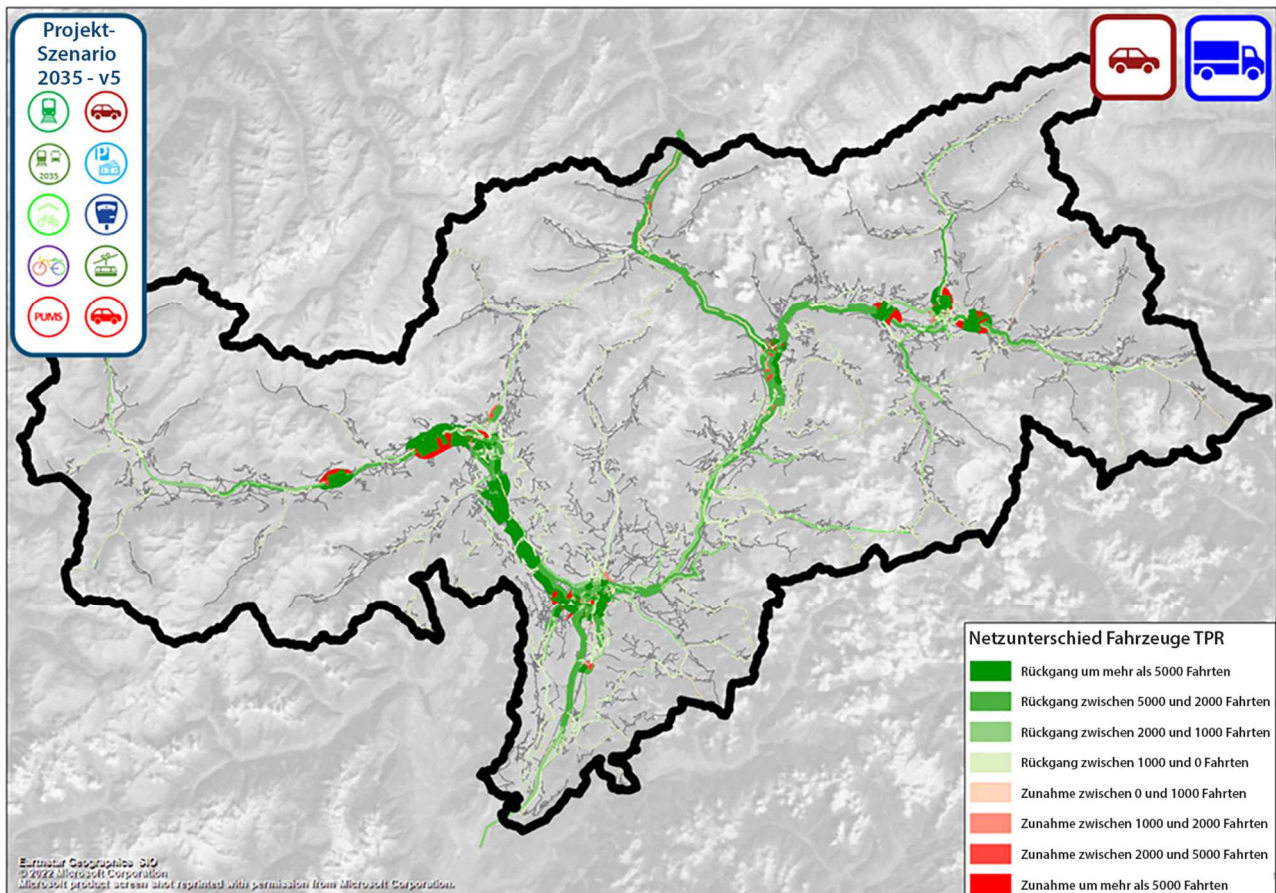 Projekt-
Szenario
2035 - v5
P
2035
PUMS
Netzunterschied Fahrzeuge TPR
Rückgang um mehr als 5000 Fahrten
Rückgang zwischen 5000 und 2000 Fahrten
Rückgang zwischen 2000 und 1000 Fahrten
Rückgang zwischen 1000 und 0 Fahrten
Zunahme zwischen 0 und 1000 Fahrten
Zunahme zwischen 1000 und 2000 Fahrten
Zunahme zwischen 2000 und 5000 Fahrten
Zunahme um mehr als 5000 Fahrten
Earthstar Geographics SIO
© 2022 Microsoft Corporation
Microsoft product screen shot reprinted with permission from Microsoft Corporation.